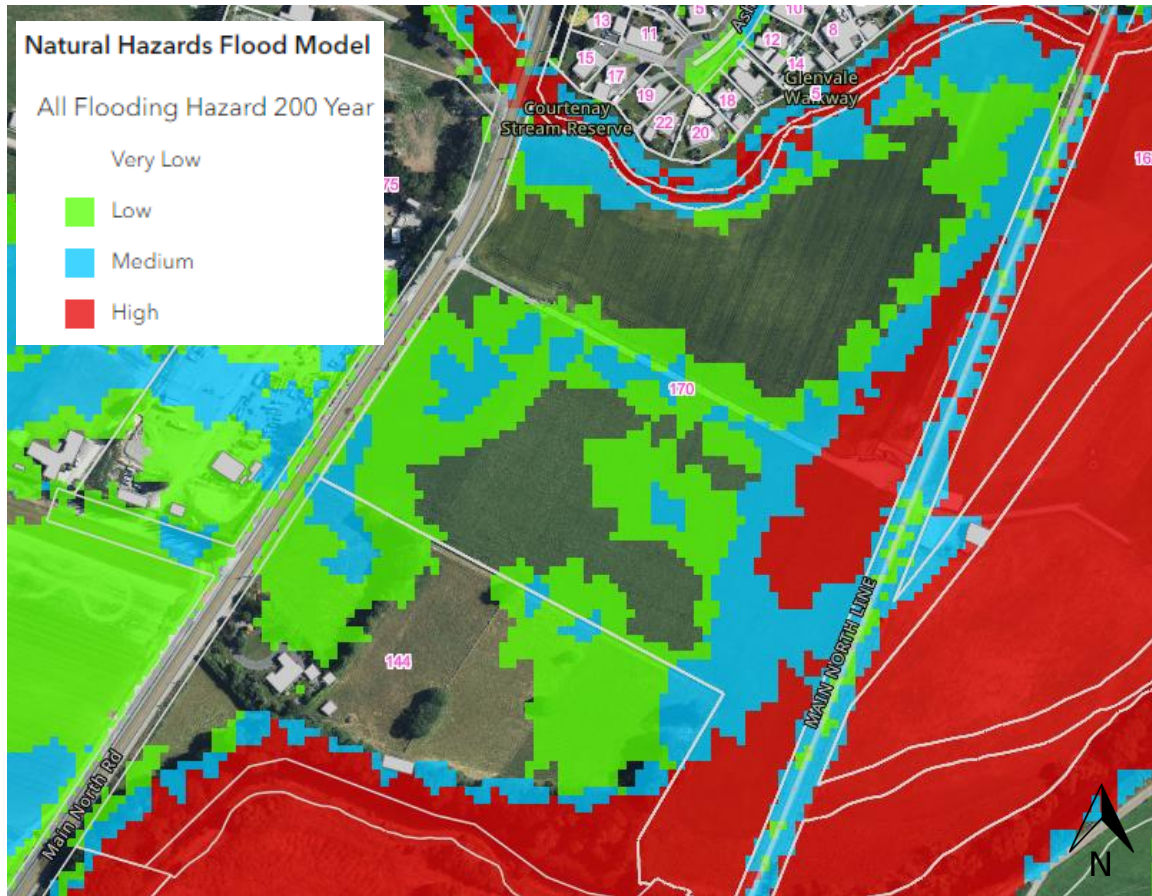 Natural Hazards Flood Model
All Flooding Hazard 200 Year
Very Low
Low
Medium
High
13
11
5
10
12
8
15
17
14
Glenvale
Walkway
5
19
18
Courtenay
Stream Reserve
22
20
75
170
144
MAIN NORTH LINE
Main North Rd
N